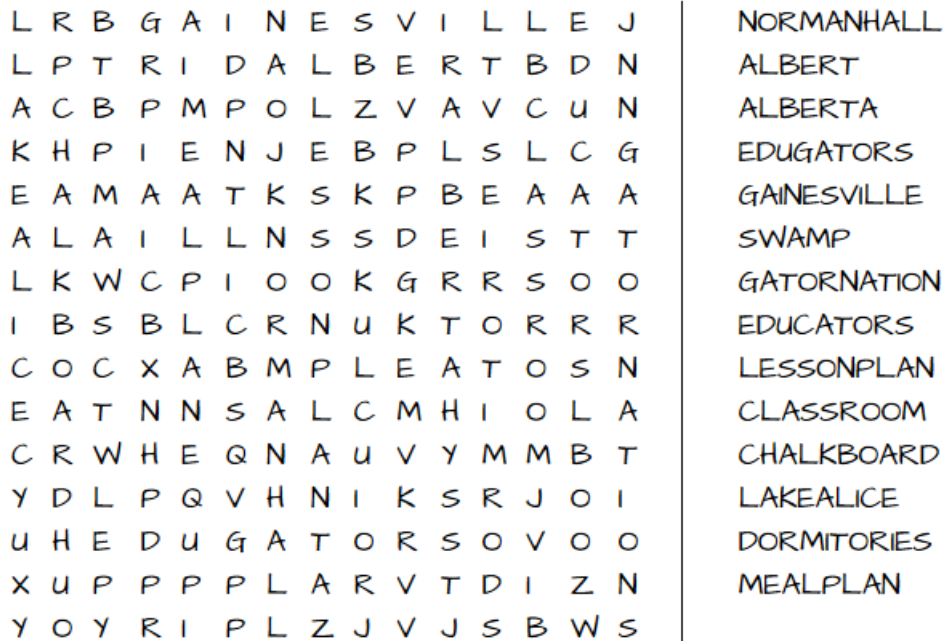 L R B G A I N E S V I L L E J
L P T R I D A L B E R T B D N
A C B P M P O L Z V A V C U N
K H P I E N J E B P L S L C G
E A M A A T K S K P B E A A A
A L A I L L N S S D E I S T T
L K W C P I O O K G R R S O O
I B S B L C R N U K T O R R R
C O C X A B M P L E A T O S N
E A T N N S A L C M H I O L A
C R W H E Q N A U V Y M M B T
Y D L P Q V H N I K S R J O I
U H E D U G A T O R S O V O O
X U P P P P L A R V T D I Z N
Y O Y R I P L Z J V J S B W S
NORMANHALL
ALBERT
ALBERTA
EDUGATORS
GAINESVILLE
SWAMP
GATORNATION
EDUCATORS
LESSONPLAN
CLASSROOM
CHALKBOARD
LAKEALICE
DORMITORIES
MEALPLAN